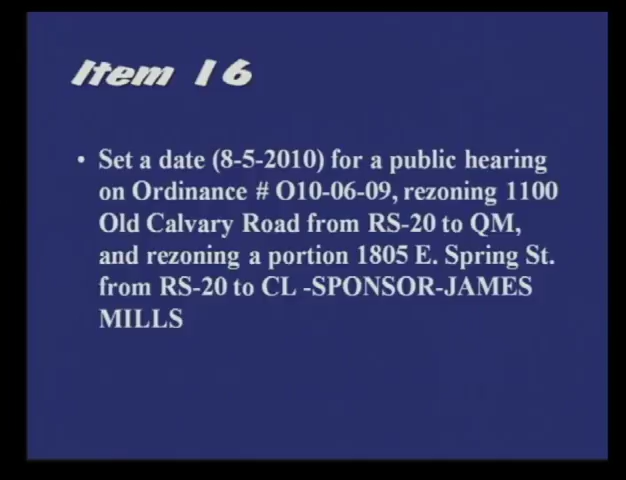 Item 16
• Set a date (8-5-2010) for a public hearing
on Ordinance # O10-06-09, rezoning 1100
Old Calvary Road from RS-20 to QM,
and rezoning a portion 1805 E. Spring St.
from RS-20 to CL -SPONSOR-JAMES
MILLS